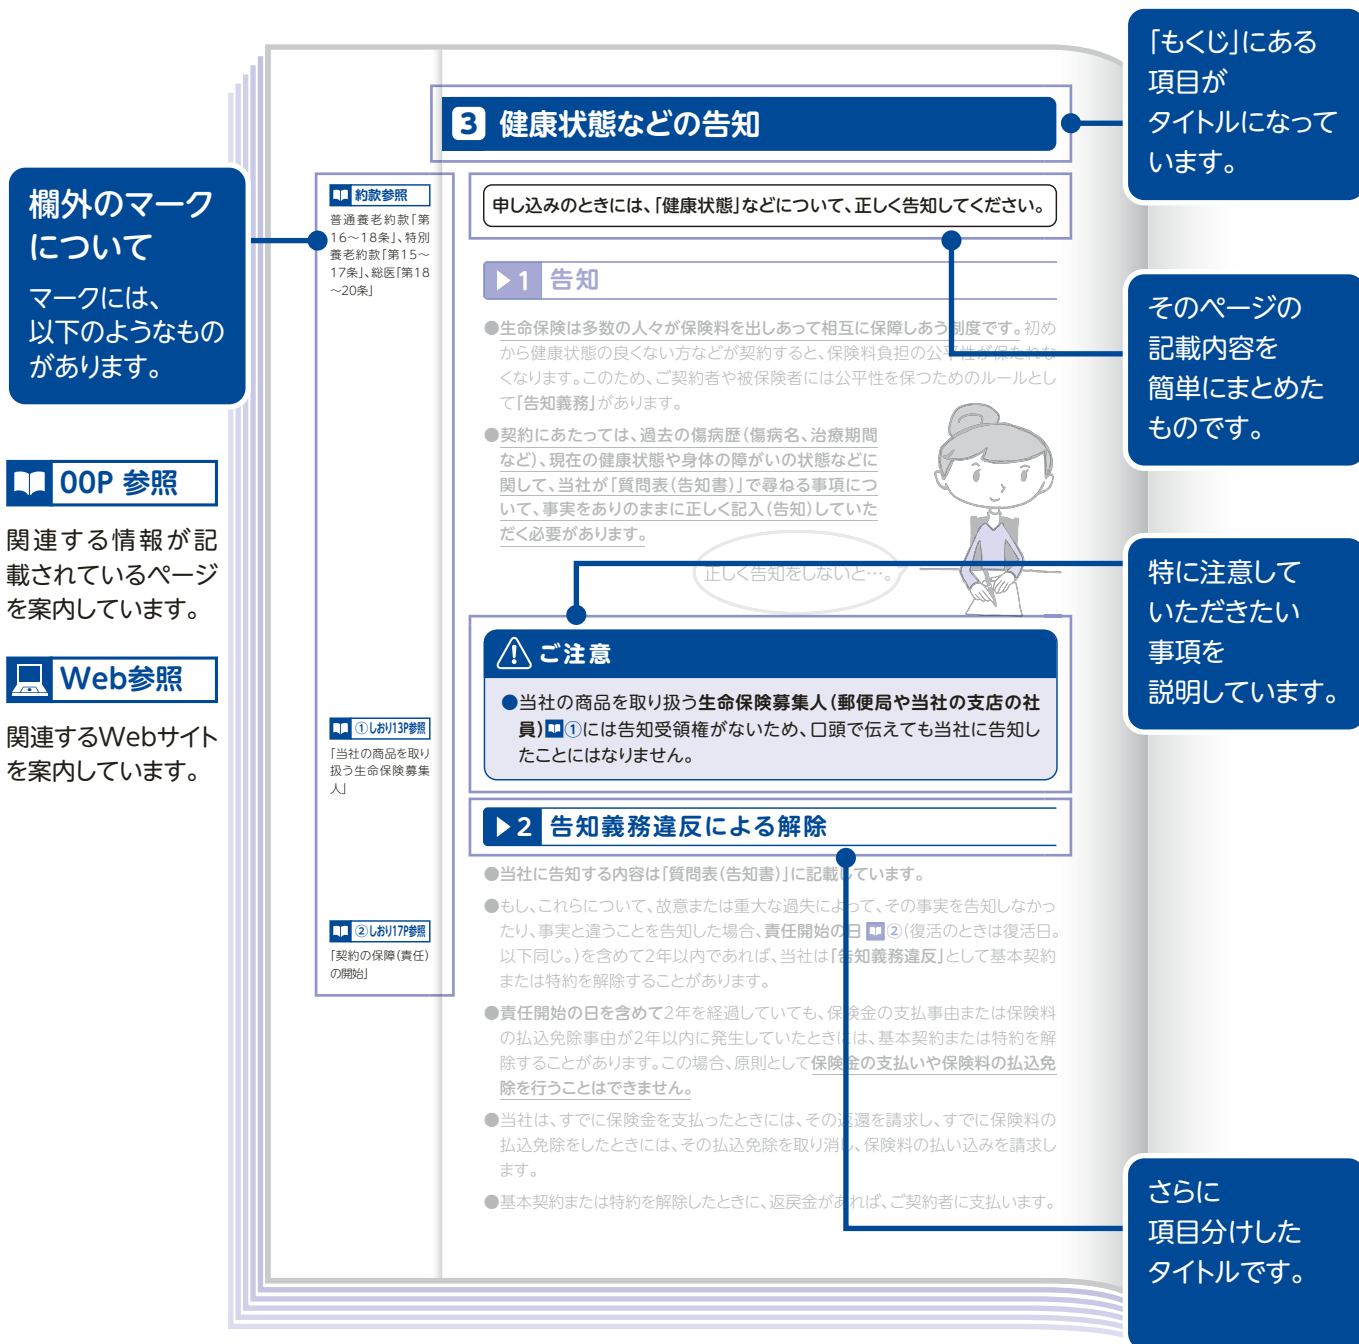 欄外のマーク
について
マークには、
以下のようなもの
があります。
00P 参照
関連する情報が記
載されているページ
を案内しています。
Web参照
関連するWebサイト
を案内しています。
約款参照
普通養老約款「第
16～18条」、特別
養老約款「第15～
17条」、総医「第18
～20条」
①しおり13P参照
「当社の商品を取り
扱う生命保険募集
人」
②しおり17P参照
「契約の保障(責任)
の開始」
3 健康状態などの告知
申し込みのときには、「健康状態」などについて、正しく告知してください。
▶1 告知
●生命保険は多数の人々が保険料を出しあって相互に保障しあう制度です。初め
から健康状態の良くない方などが契約すると、保険料負担の公平性が保たれな
くなります。このため、ご契約者や被保険者には公平性を保つためのルールとし
て「告知義務」があります。
●契約にあたっては、過去の傷病歴(傷病名、治療期間
など)、現在の健康状態や身体の障がいの状態などに
関して、当社が「質問表(告知書)」で尋ねる事項につ
いて、事実をありのままに正しく記入(告知)していた
だく必要があります。
正しく告知をしないと…。
ご注意
●当社の商品を取り扱う生命保険募集人(郵便局や当社の支店の社
員)①には告知受領権がないため、口頭で伝えても当社に告知し
たことにはなりません。
▶2 告知義務違反による解除
●当社に告知する内容は「質問表(告知書)」に記載しています。
●もし、これらについて、故意または重大な過失によって、その事実を告知しなかっ
たり、事実と違うことを告知した場合、責任開始の日②(復活のときは復活日。
以下同じ。)を含めて2年以内であれば、当社は「告知義務違反」として基本契約
または特約を解除することがあります。
●責任開始の日を含めて2年を経過していても、保険金の支払事由または保険料
の払込免除事由が2年以内に発生していたときには、基本契約または特約を解
除することがあります。この場合、原則として保険金の支払いや保険料の払込免
除を行うことはできません。
●当社は、すでに保険金を支払ったときには、その返還を請求し、すでに保険料の
払込免除をしたときには、その払込免除を取り消し、保険料の払い込みを請求し
ます。
●基本契約または特約を解除したときに、返戻金があれば、ご契約者に支払います。
「もくじ」にある
項目が
タイトルになって
います。
そのページの
記載内容を
簡単にまとめた
ものです。
特に注意して
いただきたい
事項を
説明しています。
さらに
項目分けした
タイトルです。